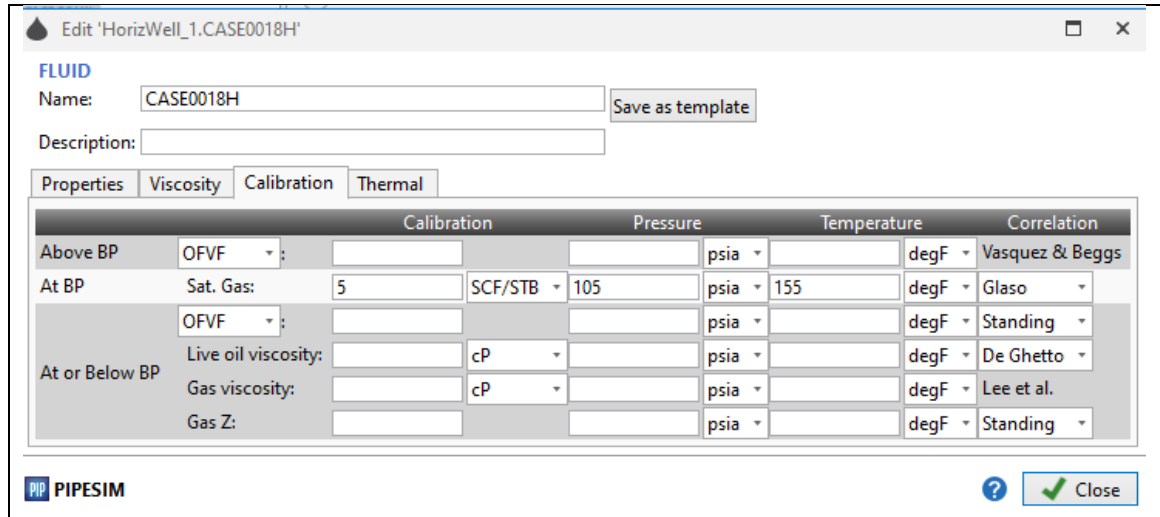 Edit 'HorizWell_1.CASE0018H'
FLUID
Name: CASE0018H Save as template
Description:
Properties Viscosity Calibration Thermal
Calibration Pressure Temperature Correlation
Above BP OFVF : psia degF Vasquez & Beggs
At BP Sat. Gas: 5 SCF/STB 105 psia 155 degF Glaso
OFVF : psia degF Standing
Live oil viscosity: cP psia degF De Ghetto
At or Below BP
Gas viscosity: cP psia degF Lee et al.
Gas Z: psia degF Standing
PIP PIPESIM ? Close